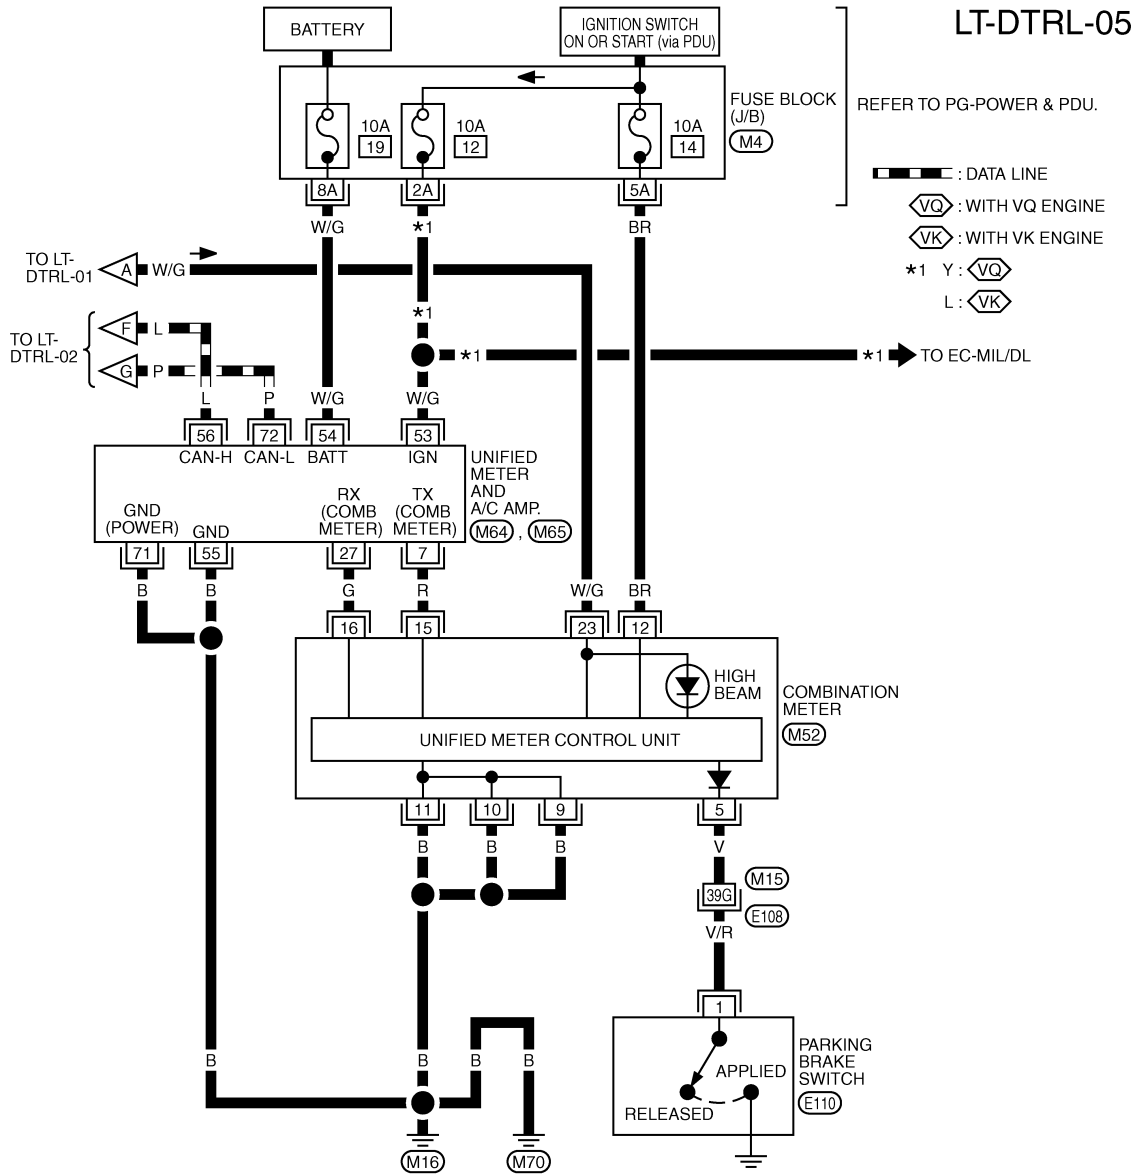 LT-DTRL-05
BATTERY
IGNITION SWITCH
ON OR START (via PDU)
FUSE BLOCK
(J/B)
M4
REFER TO PG-POWER & PDU.
10A
19
10A
12
10A
14
8A
2A
5A
W/G
*1
BR
: DATA LINE
VQ : WITH VQ ENGINE
VK : WITH VK ENGINE
*1 Y : VQ
L : VK
TO LT-
DTRL-01
A
W/G
*1
TO LT-
DTRL-02
F
L
G
P
*1
*1
TO EC-MIL/DL
L
P
W/G
W/G
56
72
54
53
CAN-H
CAN-L
BATT
IGN
UNIFIED
METER
AND
A/C AMP.
M64 , M65
GND
(POWER)
GND
RX
(COMB
METER)
TX
(COMB
METER)
71
55
27
7
B
B
G
R
W/G
BR
16
15
23
12
HIGH
BEAM
COMBINATION
METER
M52
UNIFIED METER CONTROL UNIT
11
10
9
5
B
B
B
V
39G
M15
E108
V/R
1
PARKING
BRAKE
SWITCH
E110
APPLIED
RELEASED
B
B
B
B
M16
M70